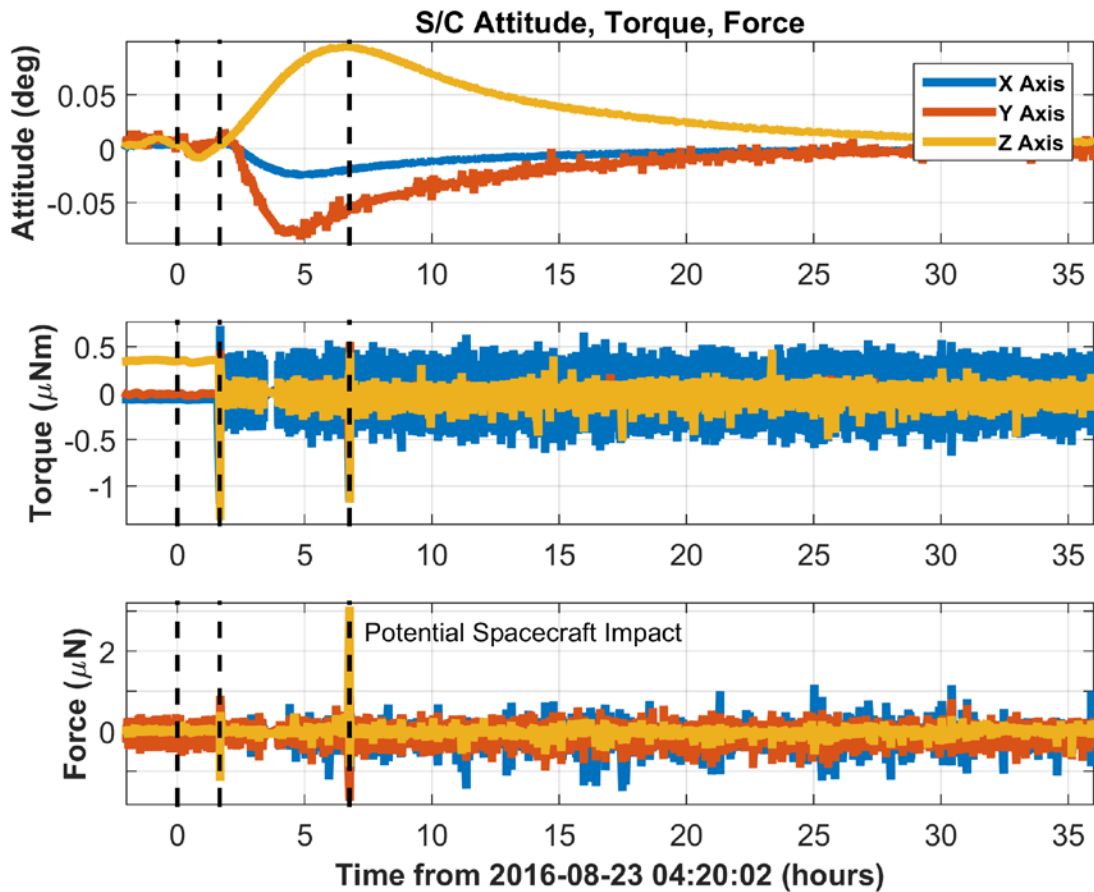 S/C Attitude, Torque, Force
Attitude (deg)
0.05
0
-0.05
X Axis
Y Axis
Z Axis
0 5 10 15 20 25 30 35
Torque (μNm)
0.5
0
-0.5
-1
0 5 10 15 20 25 30 35
Force (μN)
2
0
Potential Spacecraft Impact
0 5 10 15 20 25 30 35
Time from 2016-08-23 04:20:02 (hours)